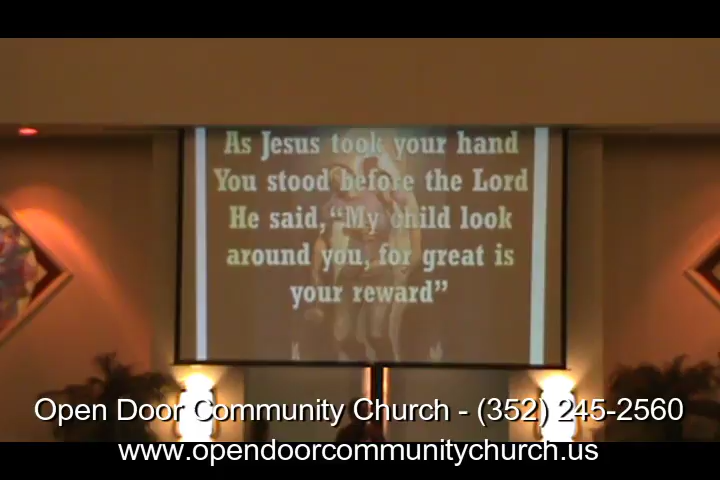 As Jesus took your hand
You stood before the Lord
He said,“My child look
around you, for great is
your reward”
Open Door Community Church - (352) 245-2560
www.opendoorcommunitychurch.us